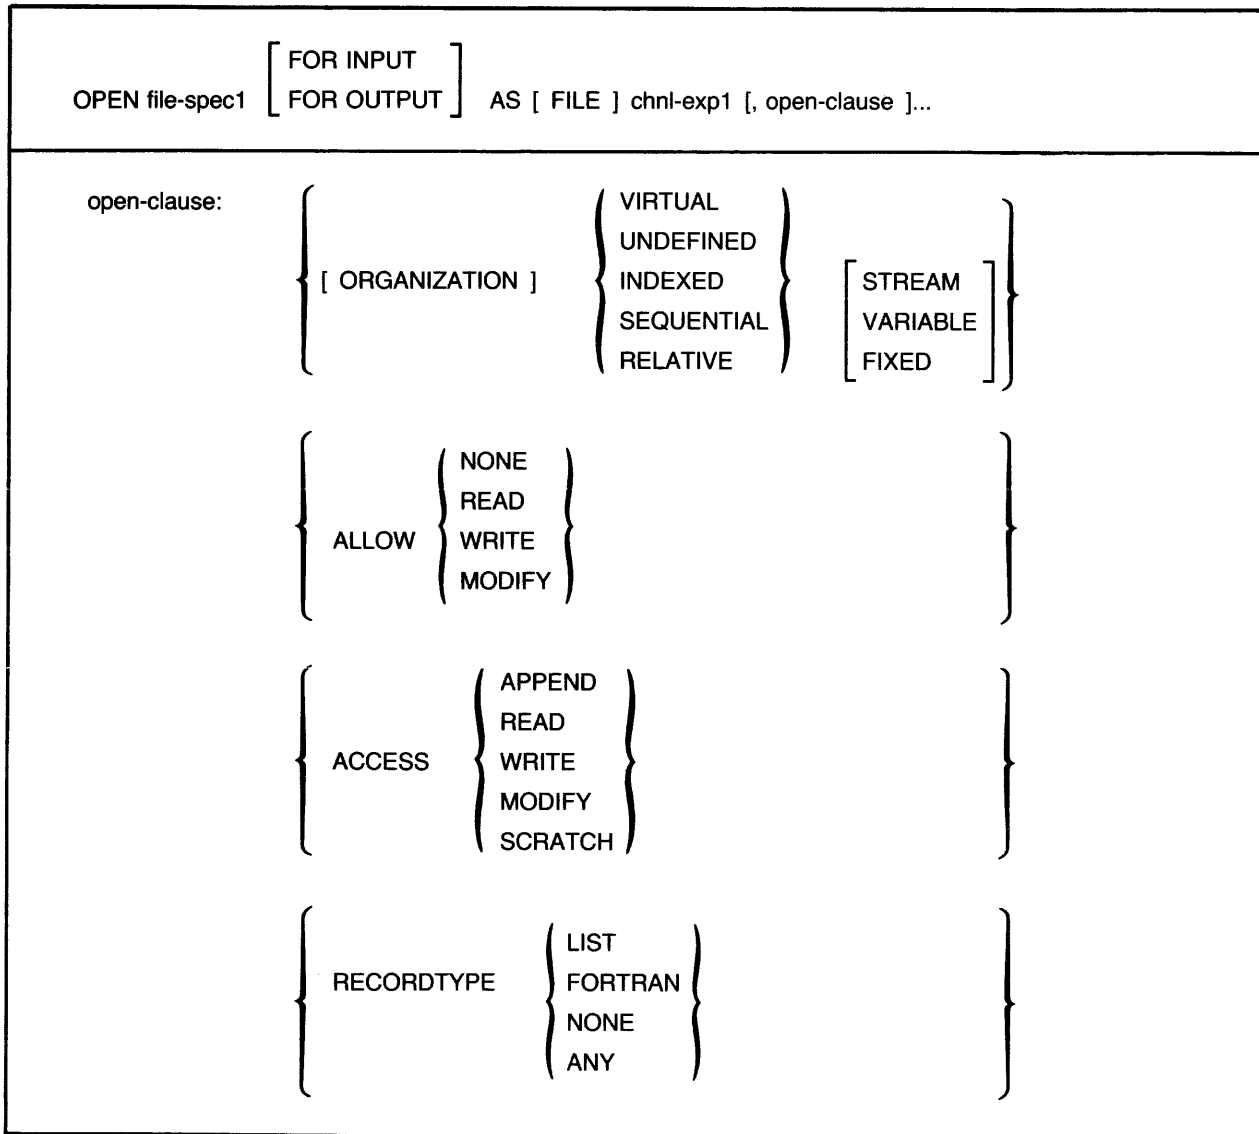 OPEN file-spec1 [ FOR INPUT
FOR OUTPUT ] AS [ FILE ] chnl-exp1 [, open-clause ]...
open-clause:
[ ORGANIZATION ]
VIRTUAL
UNDEFINED
INDEXED
SEQUENTIAL
RELATIVE
STREAM
VARIABLE
FIXED
ALLOW
NONE
READ
WRITE
MODIFY
ACCESS
APPEND
READ
WRITE
MODIFY
SCRATCH
RECORDTYPE
LIST
FORTRAN
NONE
ANY